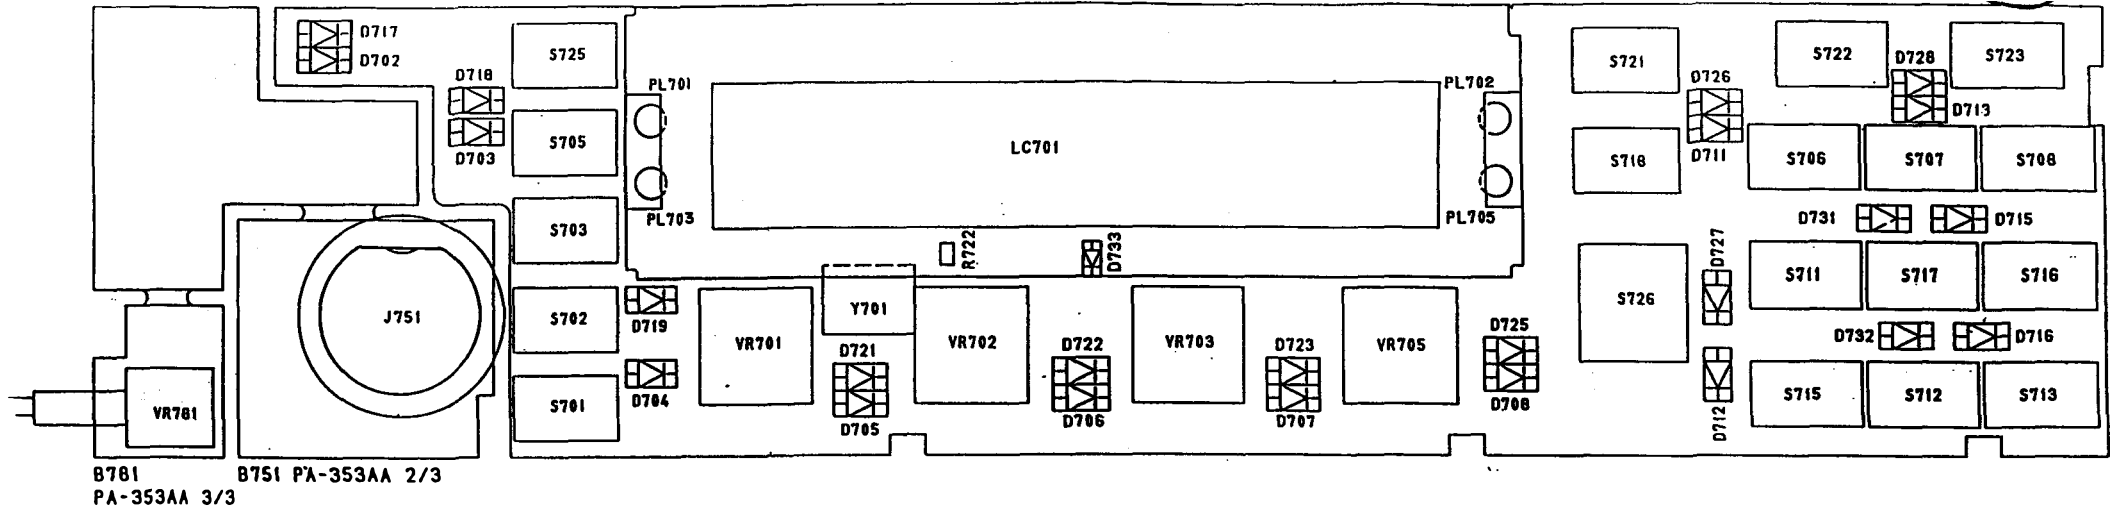 D717
D702
D718
D703
S725
S705
S703
S702
S701
PL701
PL703
LC701
PL702
PL705
R722
D733
D719
D704
VR701
Y701
D721
D705
VR702
D722
D706
VR703
D723
D707
VR705
D725
D708
S721
S718
D726
D711
S722
D728
D713
S723
S706
S707
S708
D731
D715
S726
D727
D712
S711
S717
S716
D732
D716
S715
S712
S713
J751
VR781
B781
PA-353AA 3/3
B751 PA-353AA 2/3